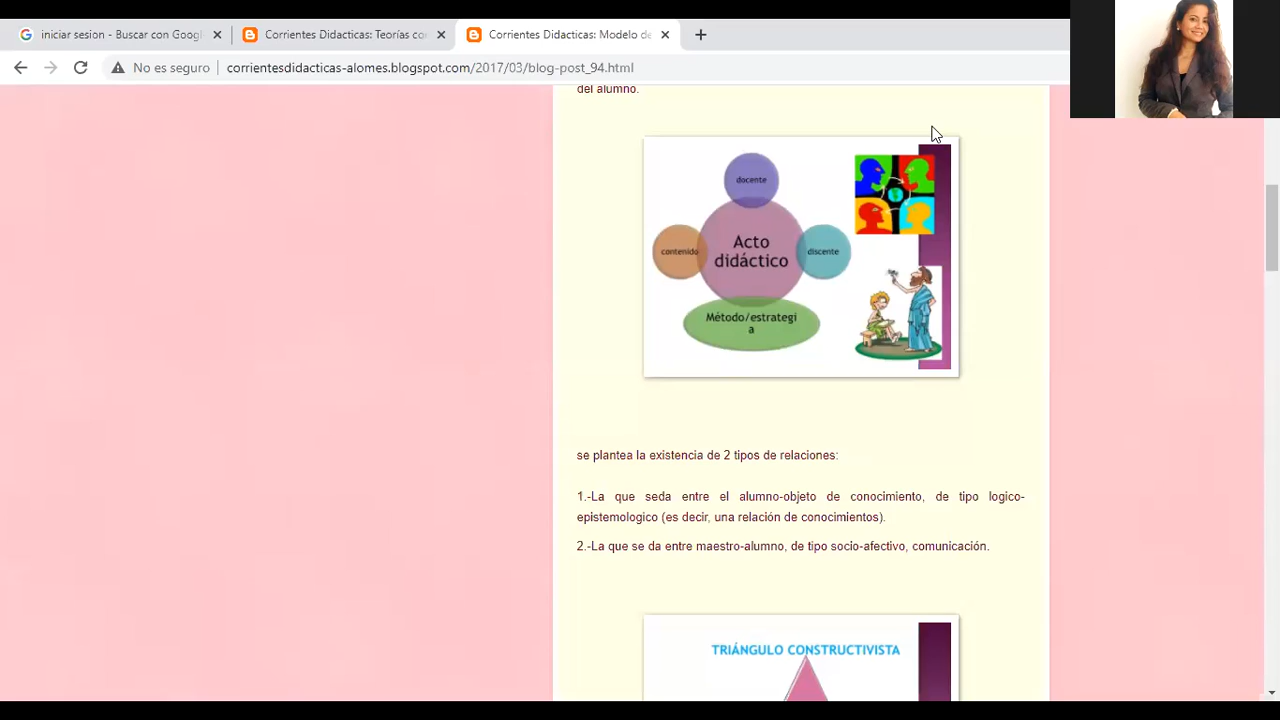 iniciar sesion - Buscar con Googl
Corrientes Didacticas: Teorías co
Corrientes Didacticas: Modelo de
No es seguro
corrientesdidacticas-alomes.blogspot.com/2017/03/blog-post_94.html
del alumno.
docente
contenido
Acto
didáctico
discente
Método/estrategi
a
se plantea la existencia de 2 tipos de relaciones:
1.-La que seda entre el alumno-objeto de conocimiento, de tipo logico-
epistemologico (es decir, una relación de conocimientos).
2.-La que se da entre maestro-alumno, de tipo socio-afectivo, comunicación.
TRIÁNGULO CONSTRUCTIVISTA